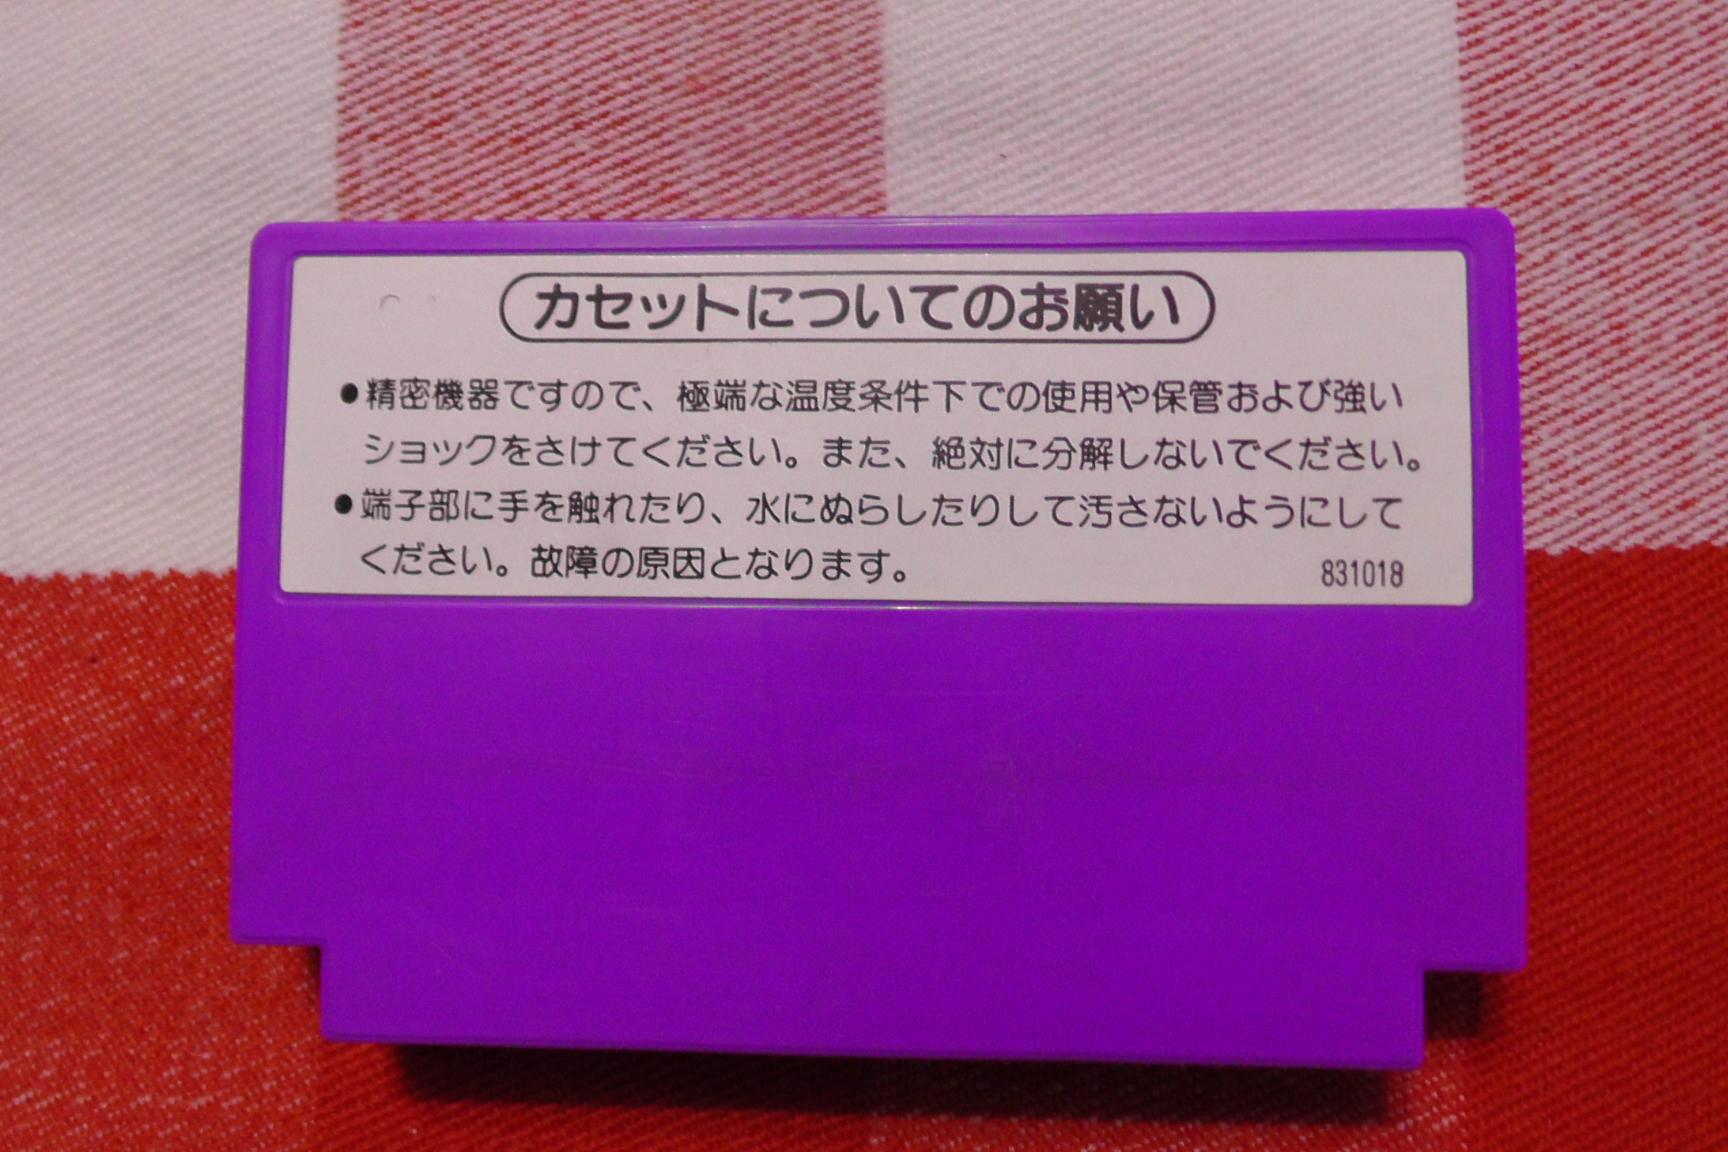 カセットについてのお願い
●精密機器ですので、極端な温度条件下での使用や保管および強い
ショックをさけてください。また、絶対に分解しないでください。
●端子部に手を触れたり、水にぬらしたりして汚さないようにして
ください。故障の原因となります。
831018